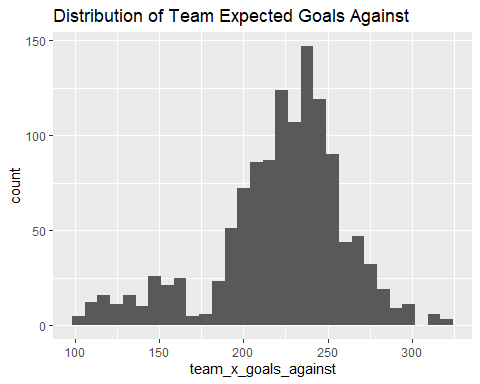 Distribution of Team Expected Goals Against
150
100
50
0
count
100 150 200 250 300
team_x_goals_against